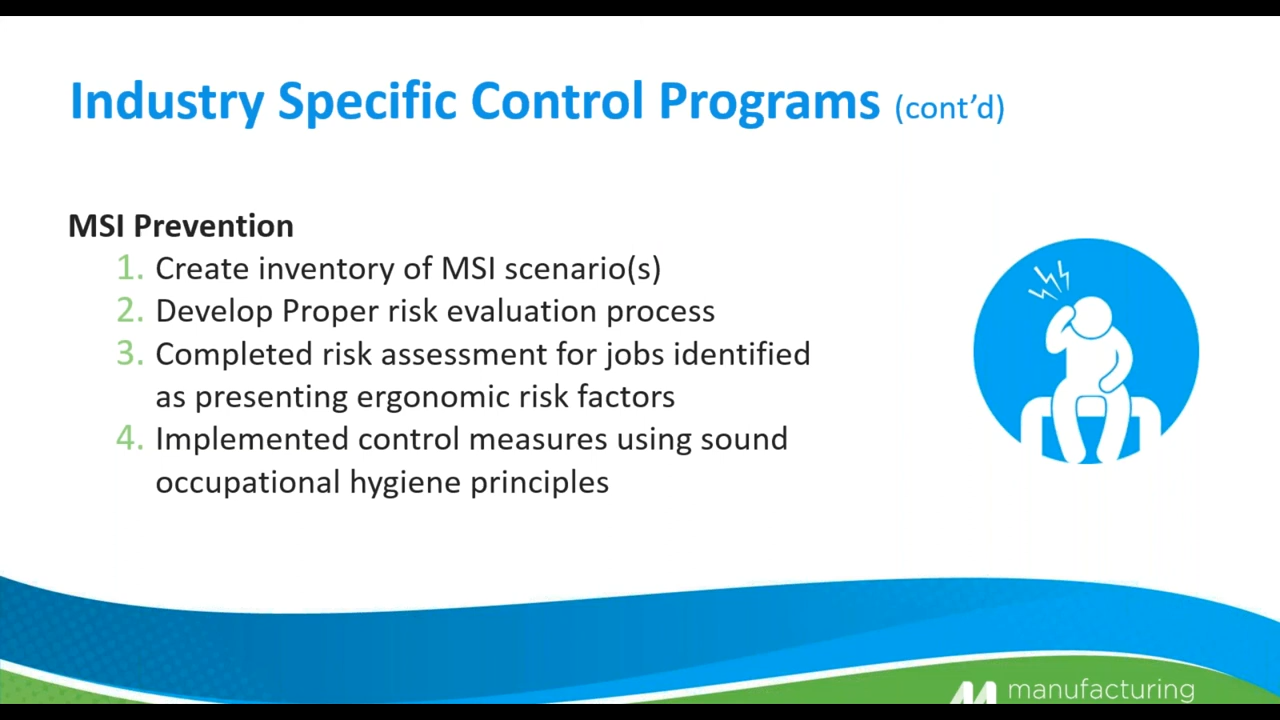 Industry Specific Control Programs (cont’d)
MSI Prevention
1. Create inventory of MSI scenario(s)
2. Develop Proper risk evaluation process
3. Completed risk assessment for jobs identified
as presenting ergonomic risk factors
4. Implemented control measures using sound
occupational hygiene principles
manufacturing